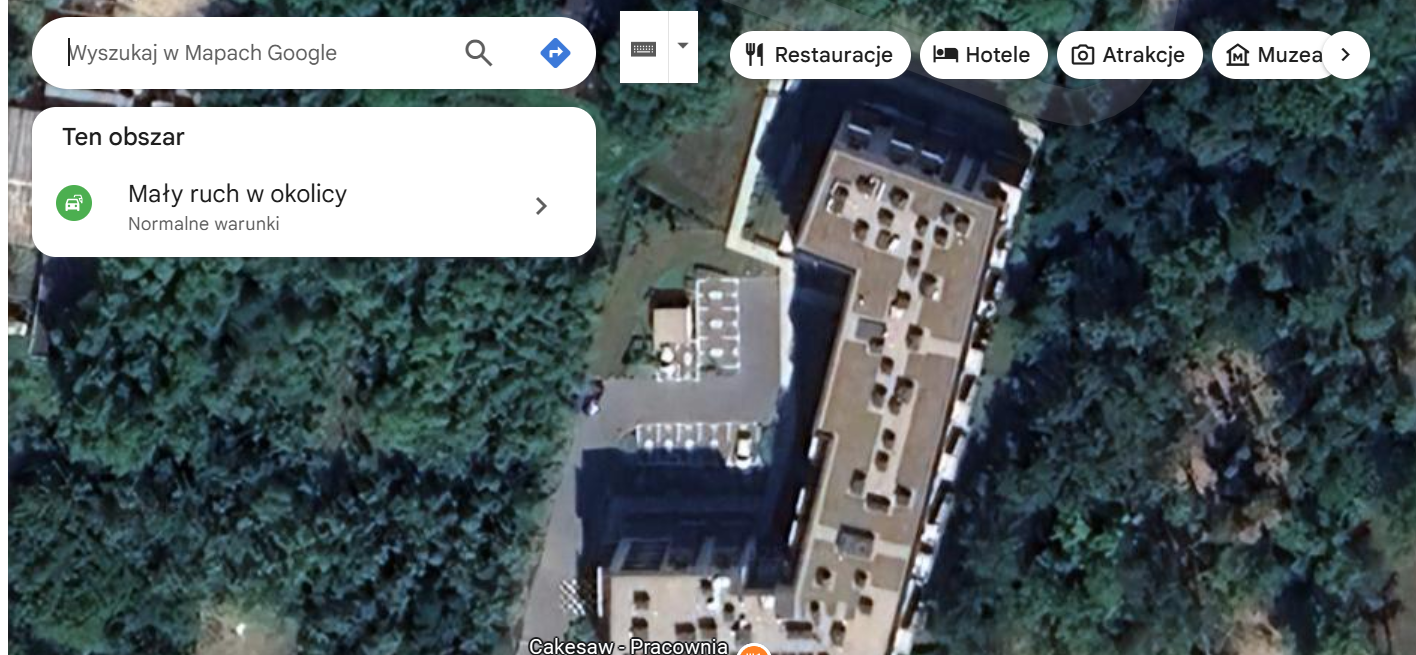 Wyszukaj w Mapach Google
Restauracje
Hotele
Atrakcje
Muzea
Ten obszar
Mały ruch w okolicy
Normalne warunki
Cakesaw - Pracownia